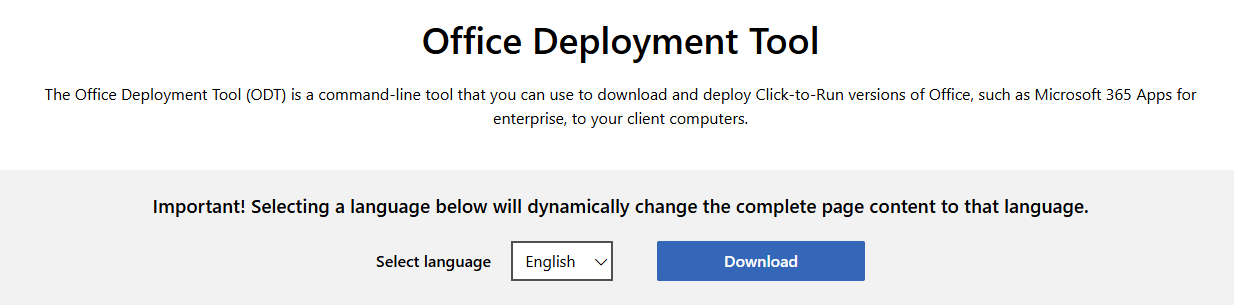 Office Deployment Tool
The Office Deployment Tool (ODT) is a command-line tool that you can use to download and deploy Click-to-Run versions of Office, such as Microsoft 365 Apps for
enterprise, to your client computers.
Important! Selecting a language below will dynamically change the complete page content to that language.
Select language English Download